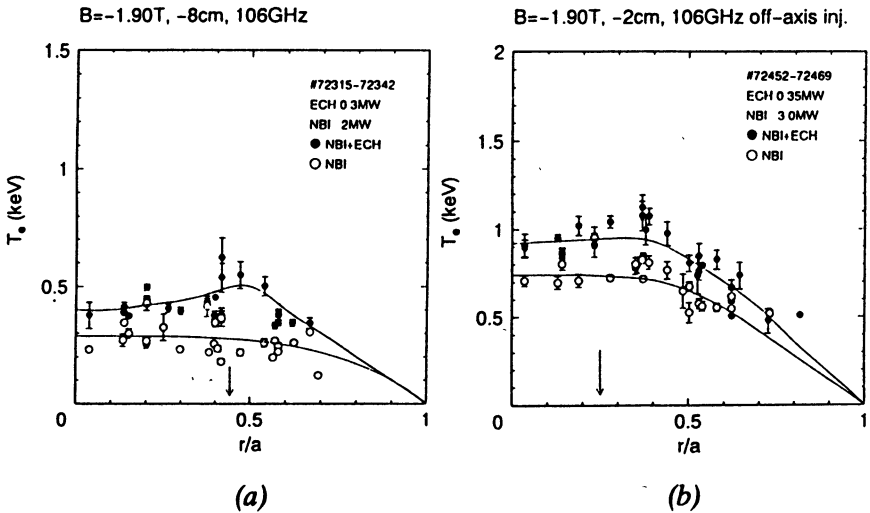 B=-1.90T, -8cm, 106GHz
1.5
1
0.5
0
0.5
1
T_e (keV)
r/a
#72315-72342
ECH 0 3MW
NBI 2MW
● NBI+ECH
○ NBI
(a)
B=-1.90T, -2cm, 106GHz off-axis inj.
2
1.5
1
0.5
0
0.5
1
T_e (keV)
r/a
#72452-72469
ECH 0 35MW
NBI 3 0MW
● NBI+ECH
○ NBI
(b)